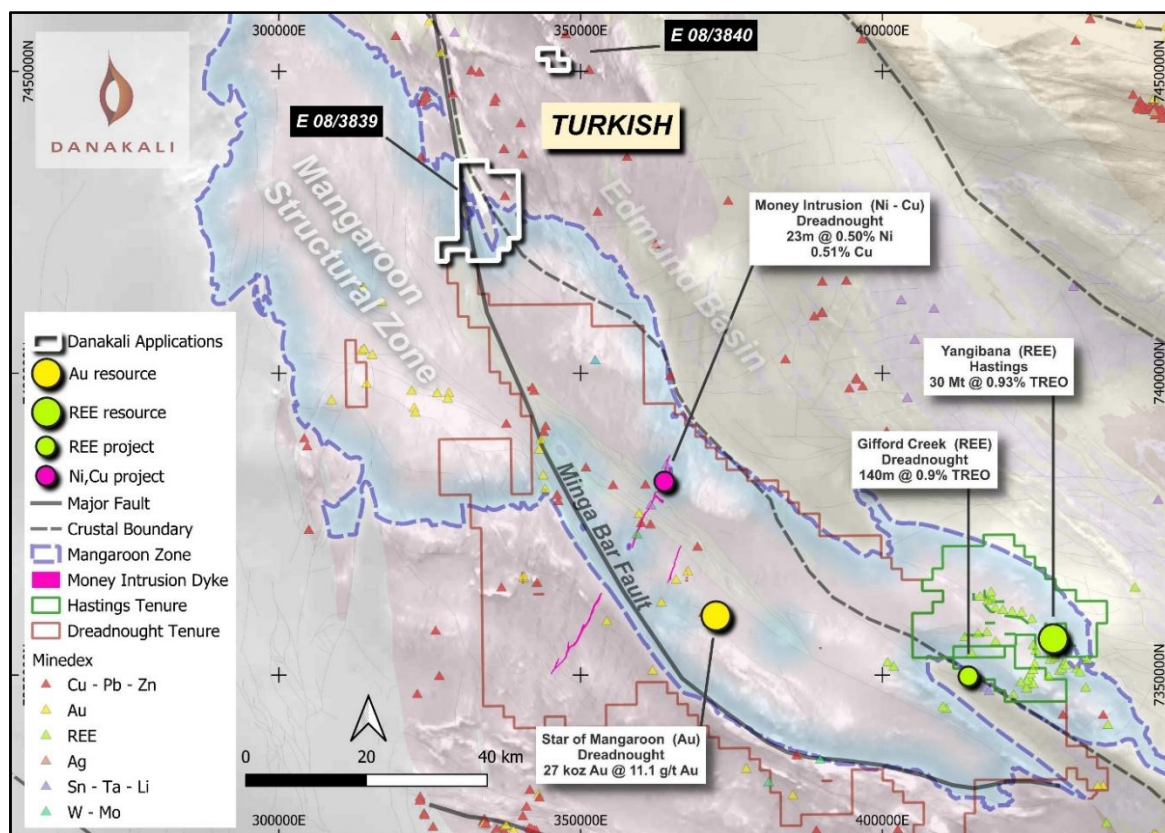 300000E
350000E
400000E
7450000N
7450000N
DANAKALI
E 08/3840
E 08/3839
TURKISH
Mangaroon
Structural Zone
Edmund Basin
Money Intrusion (Ni - Cu)
Dreadnought
23m @ 0.50% Ni
0.51% Cu
Yangibana (REE)
Hastings
30 Mt @ 0.93% TREO
Gifford Creek (REE)
Dreadnought
140m @ 0.9% TREO
7400000N
7400000N
Minga Bar Fault
Danakali Applications
Au resource
REE resource
REE project
Ni,Cu project
Major Fault
Crustal Boundary
Mangaroon Zone
Money Intrusion Dyke
Hastings Tenure
Dreadnought Tenure
Minedex
Cu - Pb - Zn
Au
REE
Ag
Sn - Ta - Li
W - Mo
7350000N
7350000N
Star of Mangaroon (Au)
Dreadnought
27 koz Au @ 11.1 g/t Au
0 20 40 km
300000E
350000E
400000E